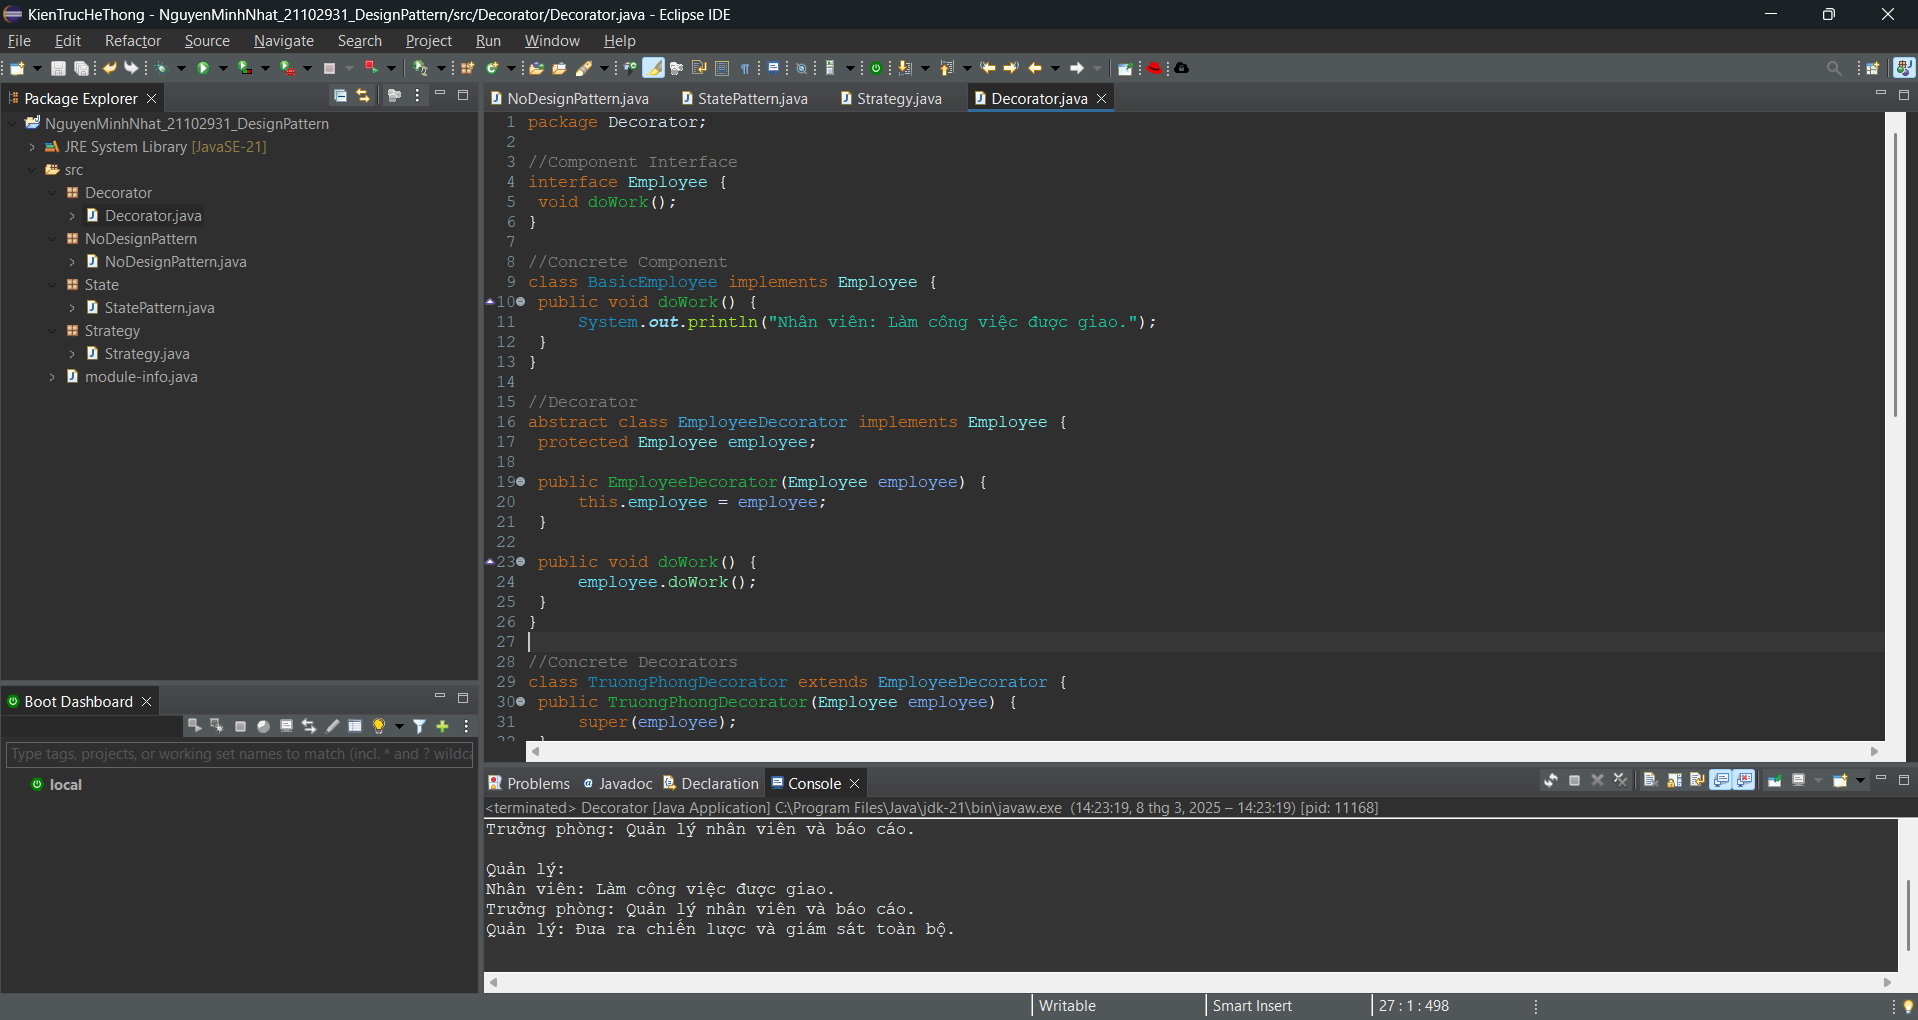 KienTrucHeThong - NguyenMinhNhat_21102931_DesignPattern/src/Decorator/Decorator.java - Eclipse IDE
File Edit Refactor Source Navigate Search Project Run Window Help
Package Explorer
NguyenMinhNhat_21102931_DesignPattern
JRE System Library [JavaSE-21]
src
Decorator
Decorator.java
NoDesignPattern
NoDesignPattern.java
State
StatePattern.java
Strategy
Strategy.java
module-info.java
Boot Dashboard
Type tags, projects, or working set names to match (incl. * and ? wildc
local
NoDesignPattern.java StatePattern.java Strategy.java Decorator.java
1 package Decorator;
2
3 //Component Interface
4 interface Employee {
5 void doWork();
6 }
7
8 //Concrete Component
9 class BasicEmployee implements Employee {
10 public void doWork() {
11 System.out.println("Nhân viên: Làm công việc được giao.");
12 }
13 }
14
15 //Decorator
16 abstract class EmployeeDecorator implements Employee {
17 protected Employee employee;
18
19 public EmployeeDecorator(Employee employee) {
20 this.employee = employee;
21 }
22
23 public void doWork() {
24 employee.doWork();
25 }
26 }
27
28 //Concrete Decorators
29 class TruongPhongDecorator extends EmployeeDecorator {
30 public TruongPhongDecorator(Employee employee) {
31 super(employee);
Problems Javadoc Declaration Console
<terminated> Decorator [Java Application] C:\Program Files\Java\jdk-21\bin\javaw.exe (14:23:19, 8 thg 3, 2025 – 14:23:19) [pid: 11168]
Trưởng phòng: Quản lý nhân viên và báo cáo.
Quản lý:
Nhân viên: Làm công việc được giao.
Trưởng phòng: Quản lý nhân viên và báo cáo.
Quản lý: Đưa ra chiến lược và giám sát toàn bộ.
Writable Smart Insert 27 : 1 : 498